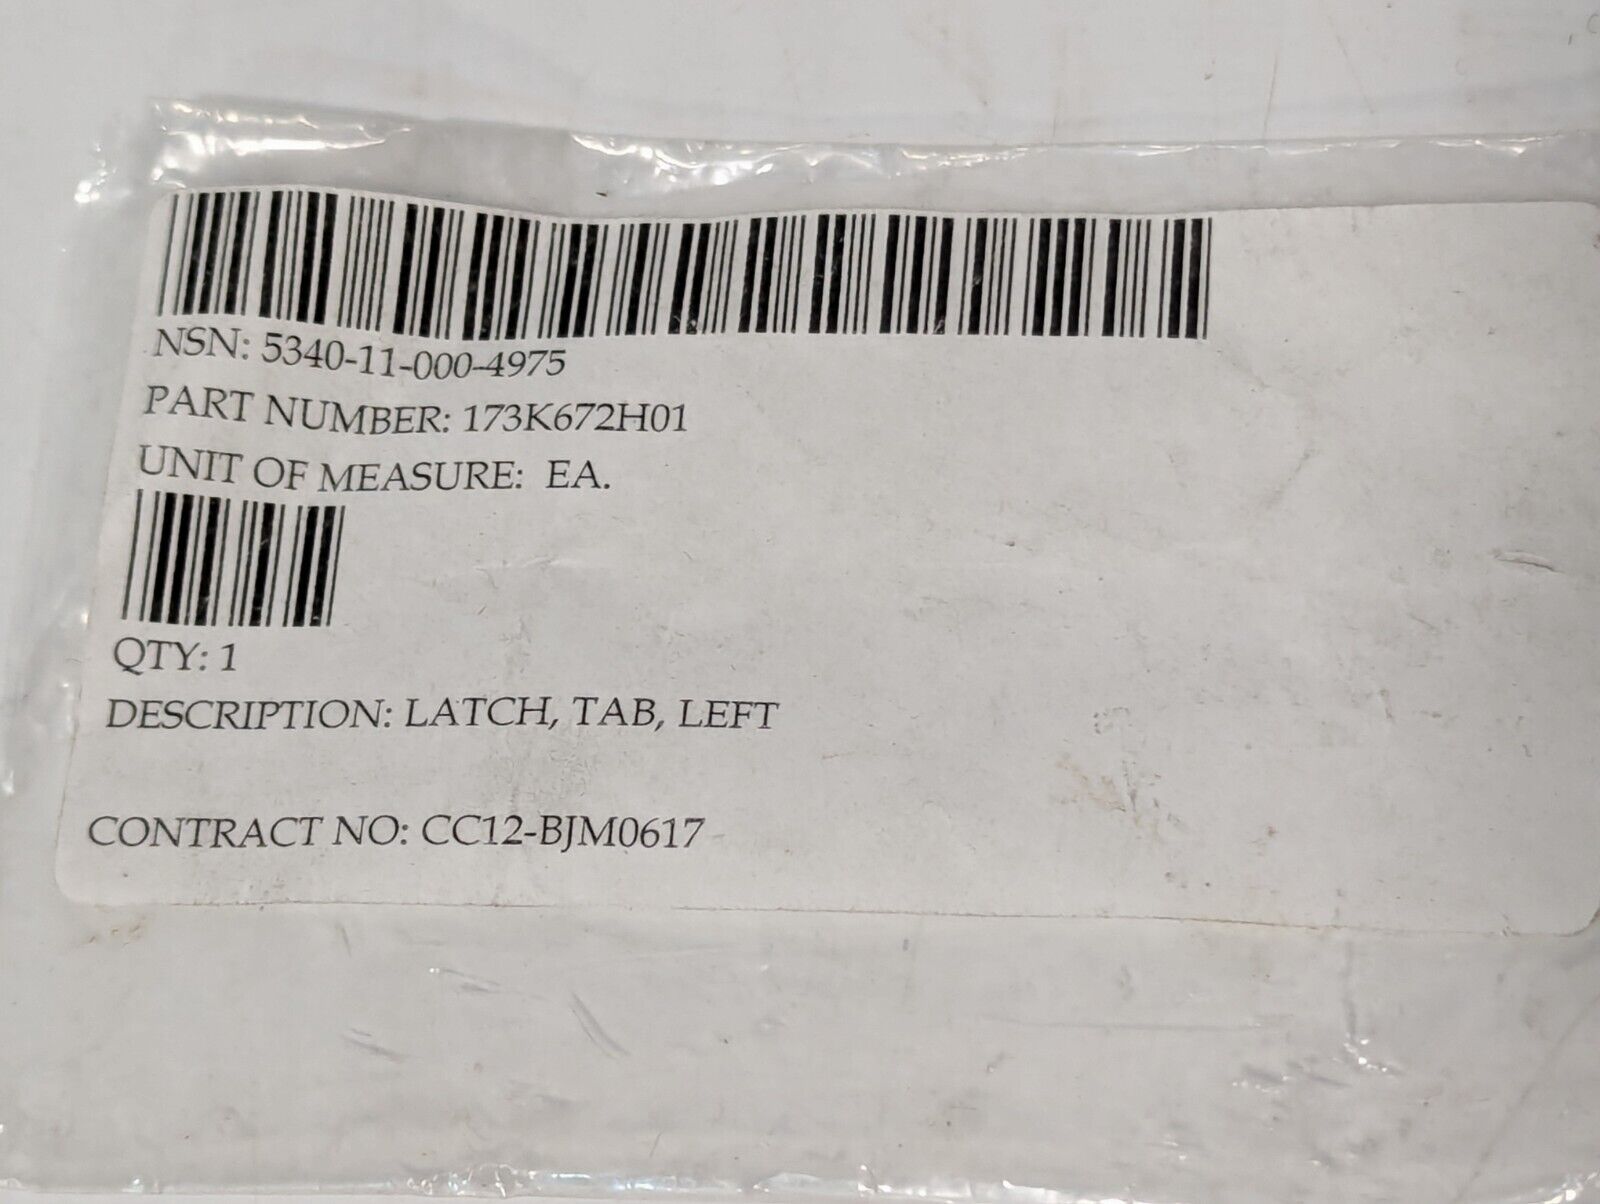 NSN: 5340-11-000-4975
PART NUMBER: 173K672H01
UNIT OF MEASURE: EA.
QTY: 1
DESCRIPTION: LATCH, TAB, LEFT
CONTRACT NO: CC12-BJM0617